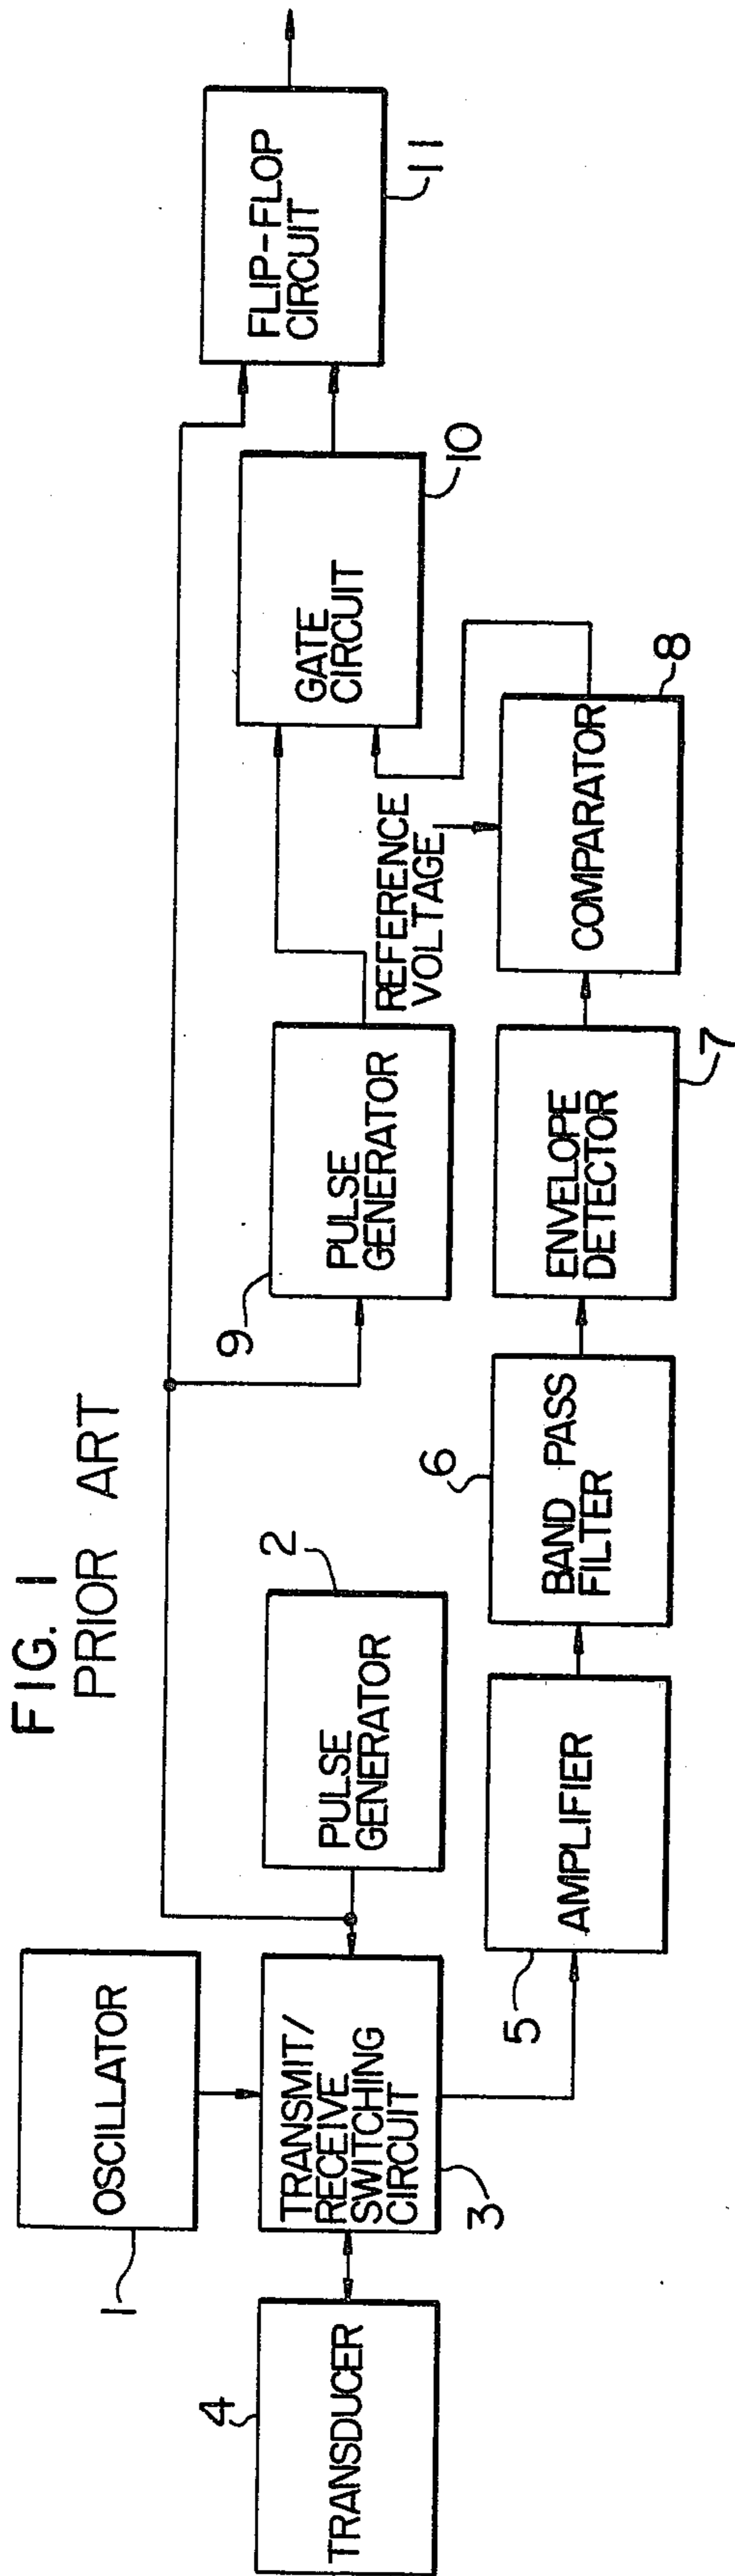 FIG. 1
PRIOR ART
OSCILLATOR
1
PULSE
GENERATOR
2
TRANSMIT/
RECEIVE
SWITCHING
CIRCUIT
3
TRANSDUCER
4
AMPLIFIER
5
BAND PASS
FILTER
6
ENVELOPE
DETECTOR
7
REFERENCE
VOLTAGE
COMPARATOR
8
PULSE
GENERATOR
9
GATE
CIRCUIT
10
FLIP-FLOP
CIRCUIT
11